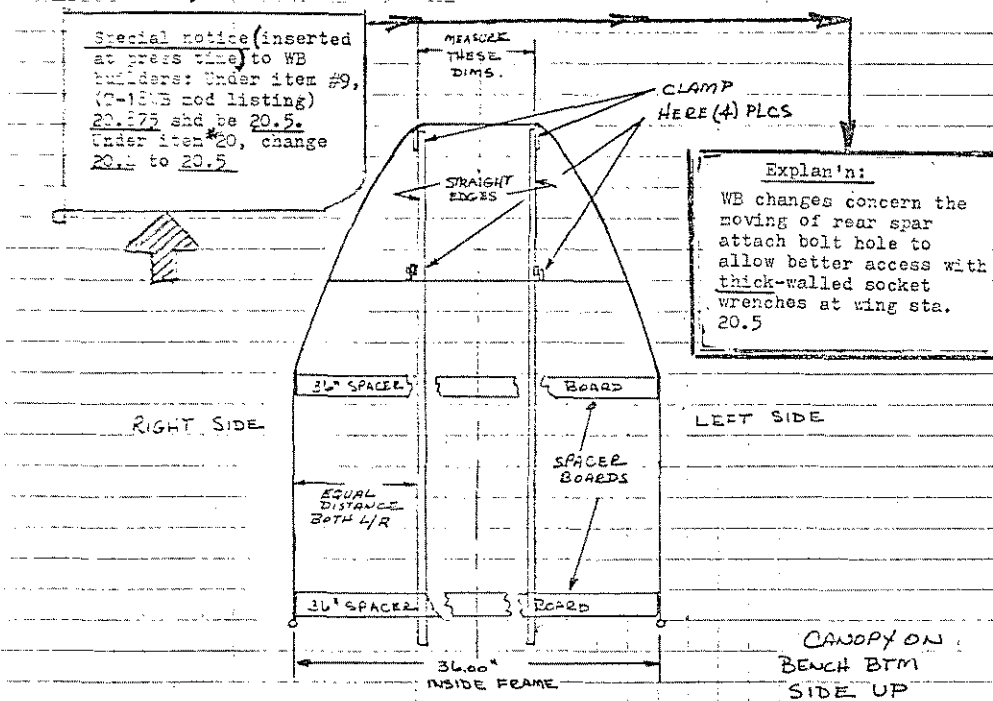 Special notice (inserted
at press time) to WB
builders: Under item #9,
mod listing)
20.875 shd be 20.5.
Under item #20, change
to 20.5
MEASURE
THESE
DIMS.
CLAMP
HERE (4) PLCS
STRAIGHT
EDGES
Explan'n:
WB changes concern the
moving of rear spar
attach bolt hole to
allow better access with
thick-walled socket
wrenches at wing sta.
20.5
36" SPACER
BOARD
RIGHT SIDE
LEFT SIDE
SPACER
BOARDS
EQUAL
DISTANCE
BOTH L/R
36" SPACER
BOARD
36.00"
INSIDE FRAME
CANOPY ON
BENCH BTM
SIDE UP